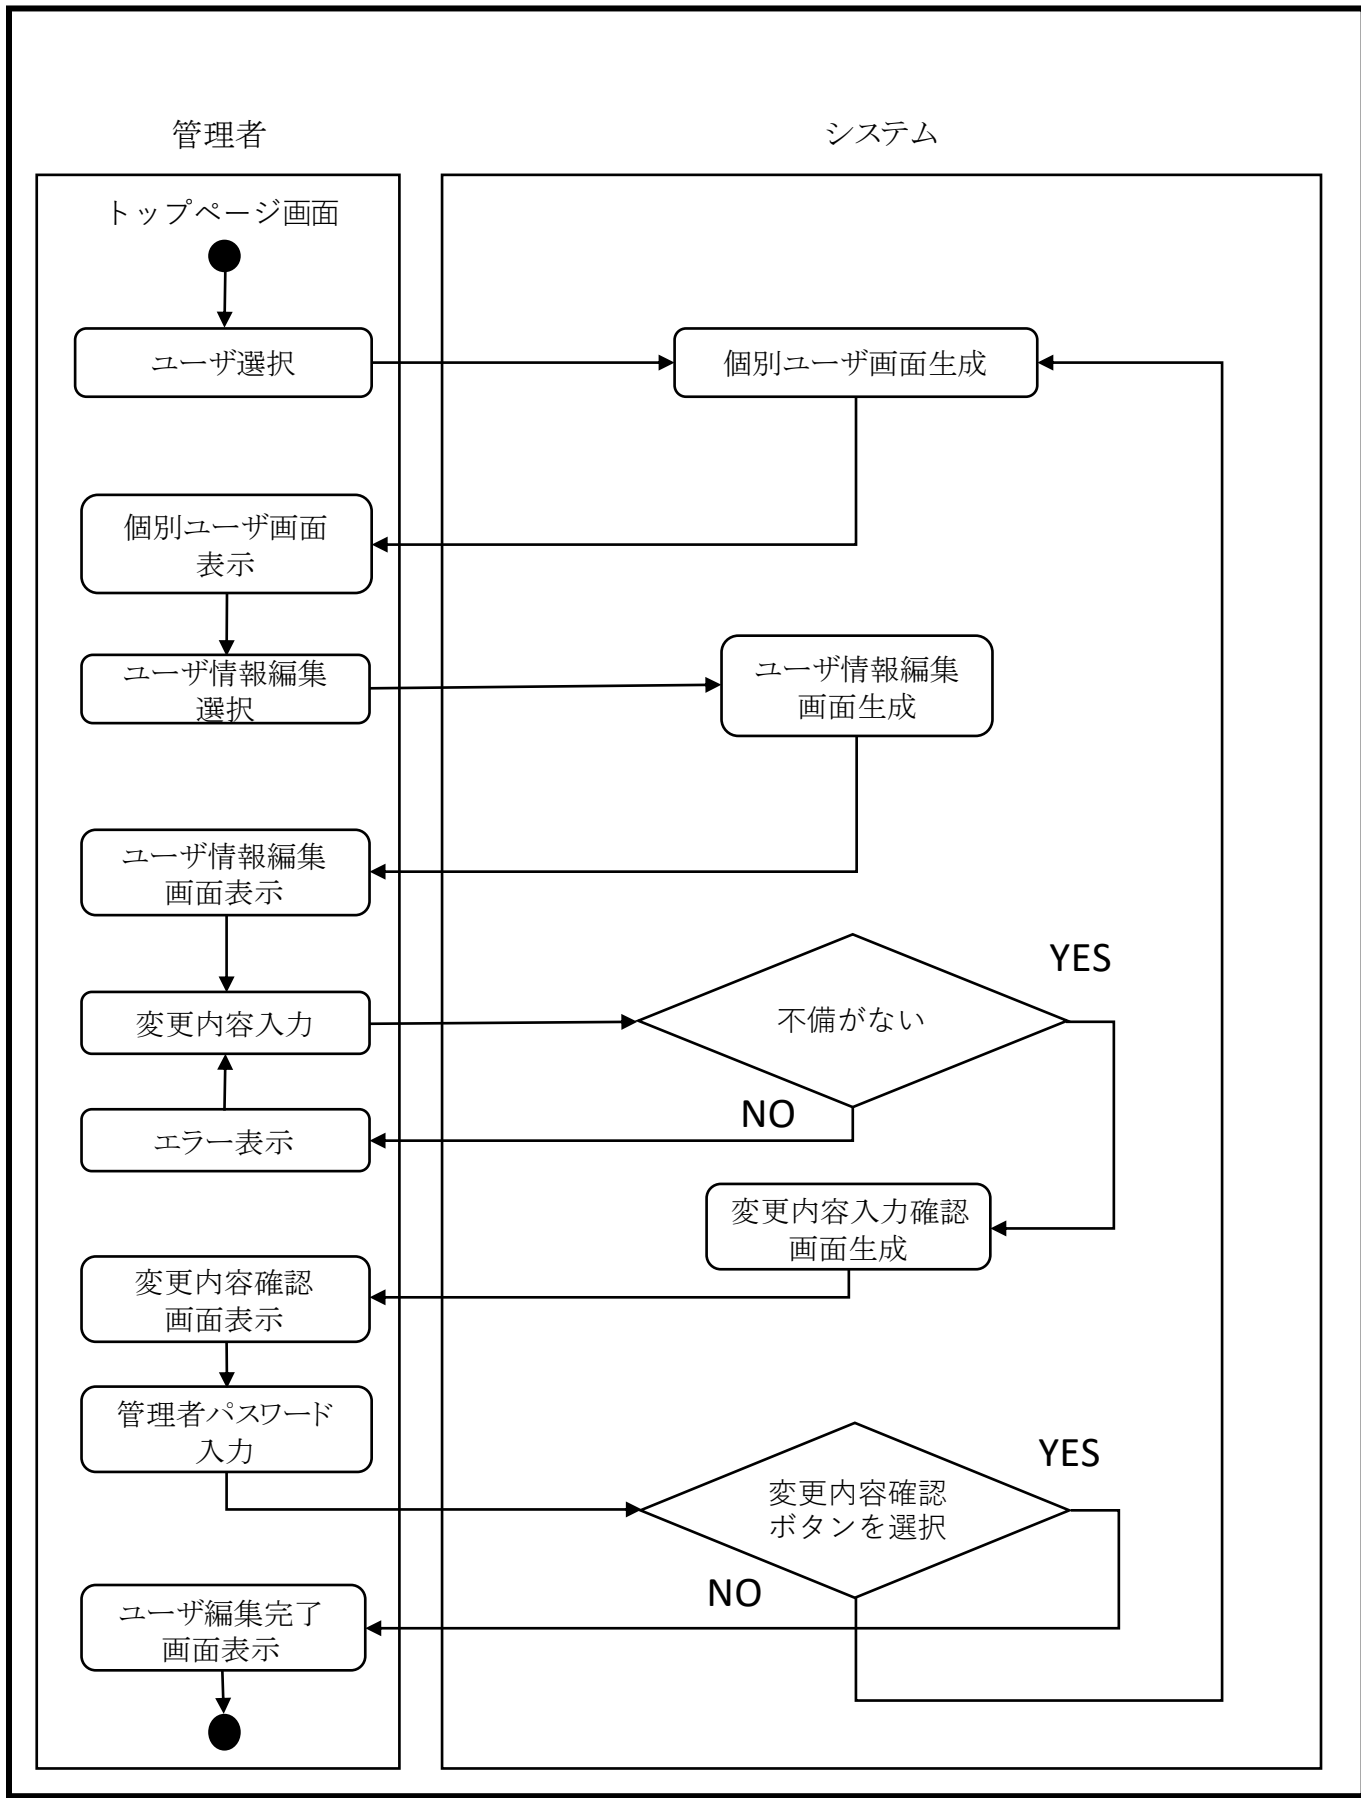 管理者
システム
トップページ画面
ユーザ選択
個別ユーザ画面生成
個別ユーザ画面
表示
ユーザ情報編集
選択
ユーザ情報編集
画面生成
ユーザ情報編集
画面表示
YES
変更内容入力
不備がない
NO
エラー表示
変更内容入力確認
画面生成
変更内容確認
画面表示
管理者パスワード
入力
YES
変更内容確認
ボタンを選択
NO
ユーザ編集完了
画面表示